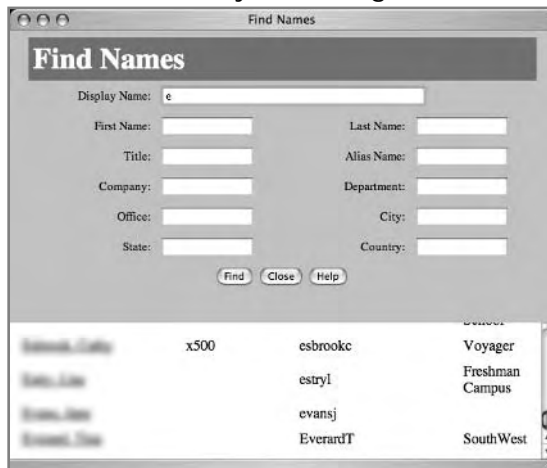 Find Names
Find Names
Display Name: e
First Name: Last Name:
Title: Alias Name:
Company: Department:
Office: City:
State: Country:
Find Close Help
x500 esbrookc Voyager
estryl Freshman Campus
evansj
EverardT SouthWest